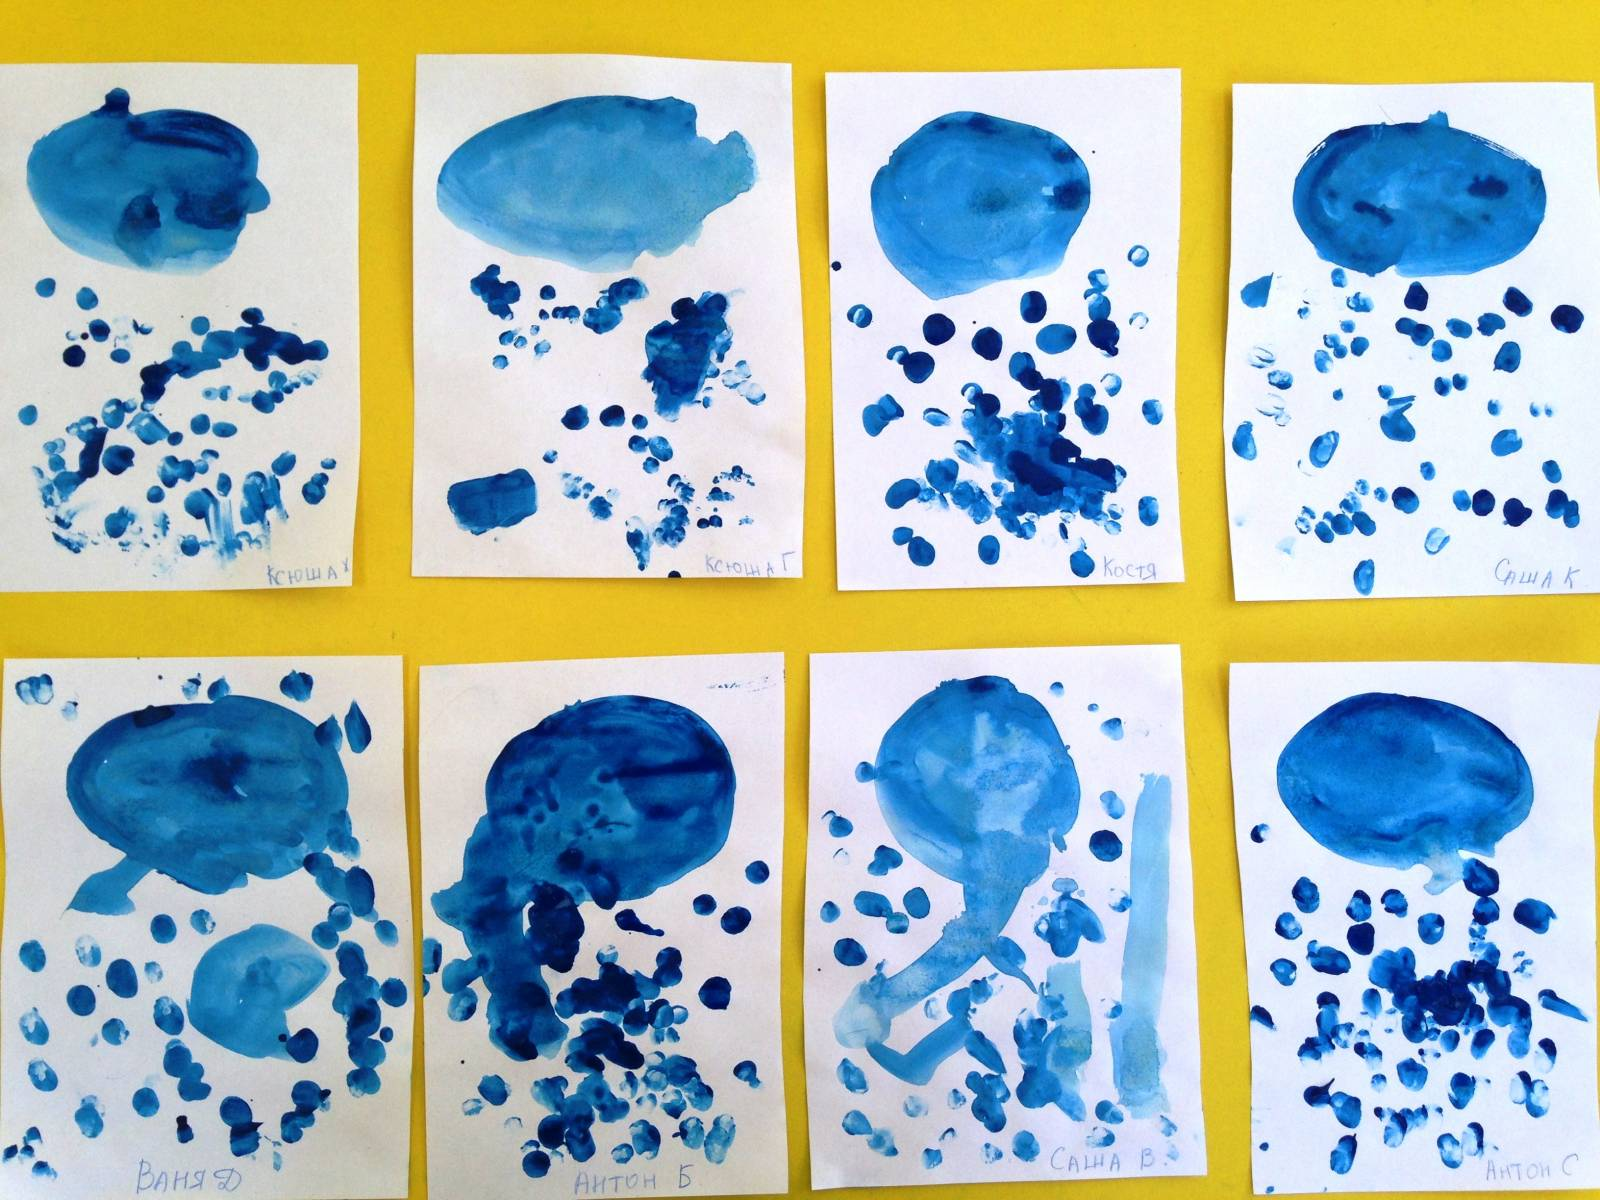 Ксюша Х
Ксюша Г
Костя
Саша К
Ваня Д
Антон Б
Саша В.
Антон С